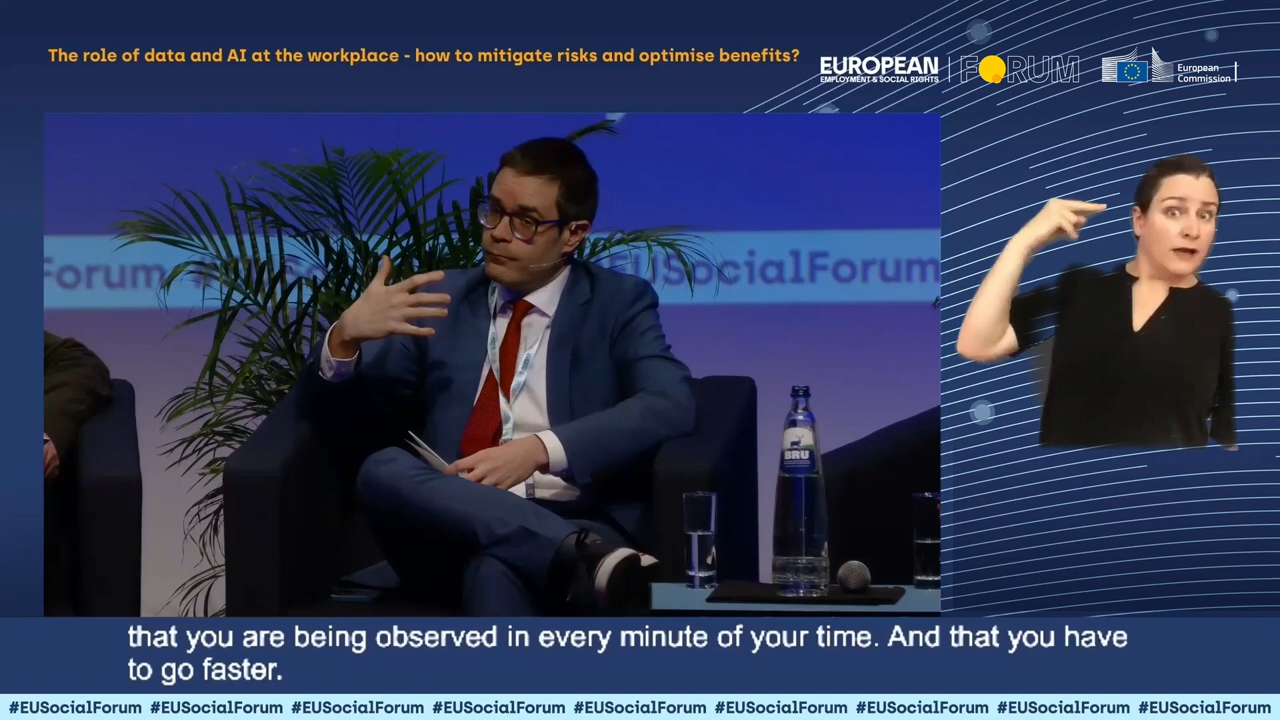 The role of data and AI at the workplace - how to mitigate risks and optimise benefits?
EUROPEAN
EMPLOYMENT & SOCIAL RIGHTS
FORUM
European
Commission
Forum
EUSocialForum
BRU
that you are being observed in every minute of your time. And that you have
to go faster.
#EUSocialForum #EUSocialForum #EUSocialForum #EUSocialForum #EUSocialForum #EUSocialForum #EUSocialForum #EUSocialForum #EUSocialForum